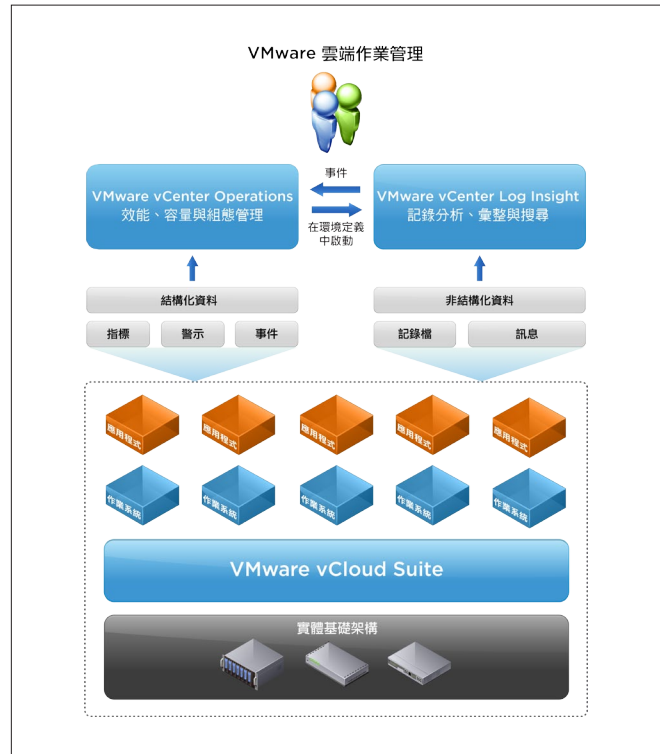 VMware 雲端作業管理
VMware vCenter Operations
效能、容量與組態管理
事件
在環境定義
中啟動
VMware vCenter Log Insight
記錄分析、彙整與搜尋
結構化資料
非結構化資料
指標
警示
事件
記錄檔
訊息
應用程式
應用程式
應用程式
應用程式
應用程式
作業系統
作業系統
作業系統
作業系統
作業系統
VMware vCloud Suite
實體基礎架構